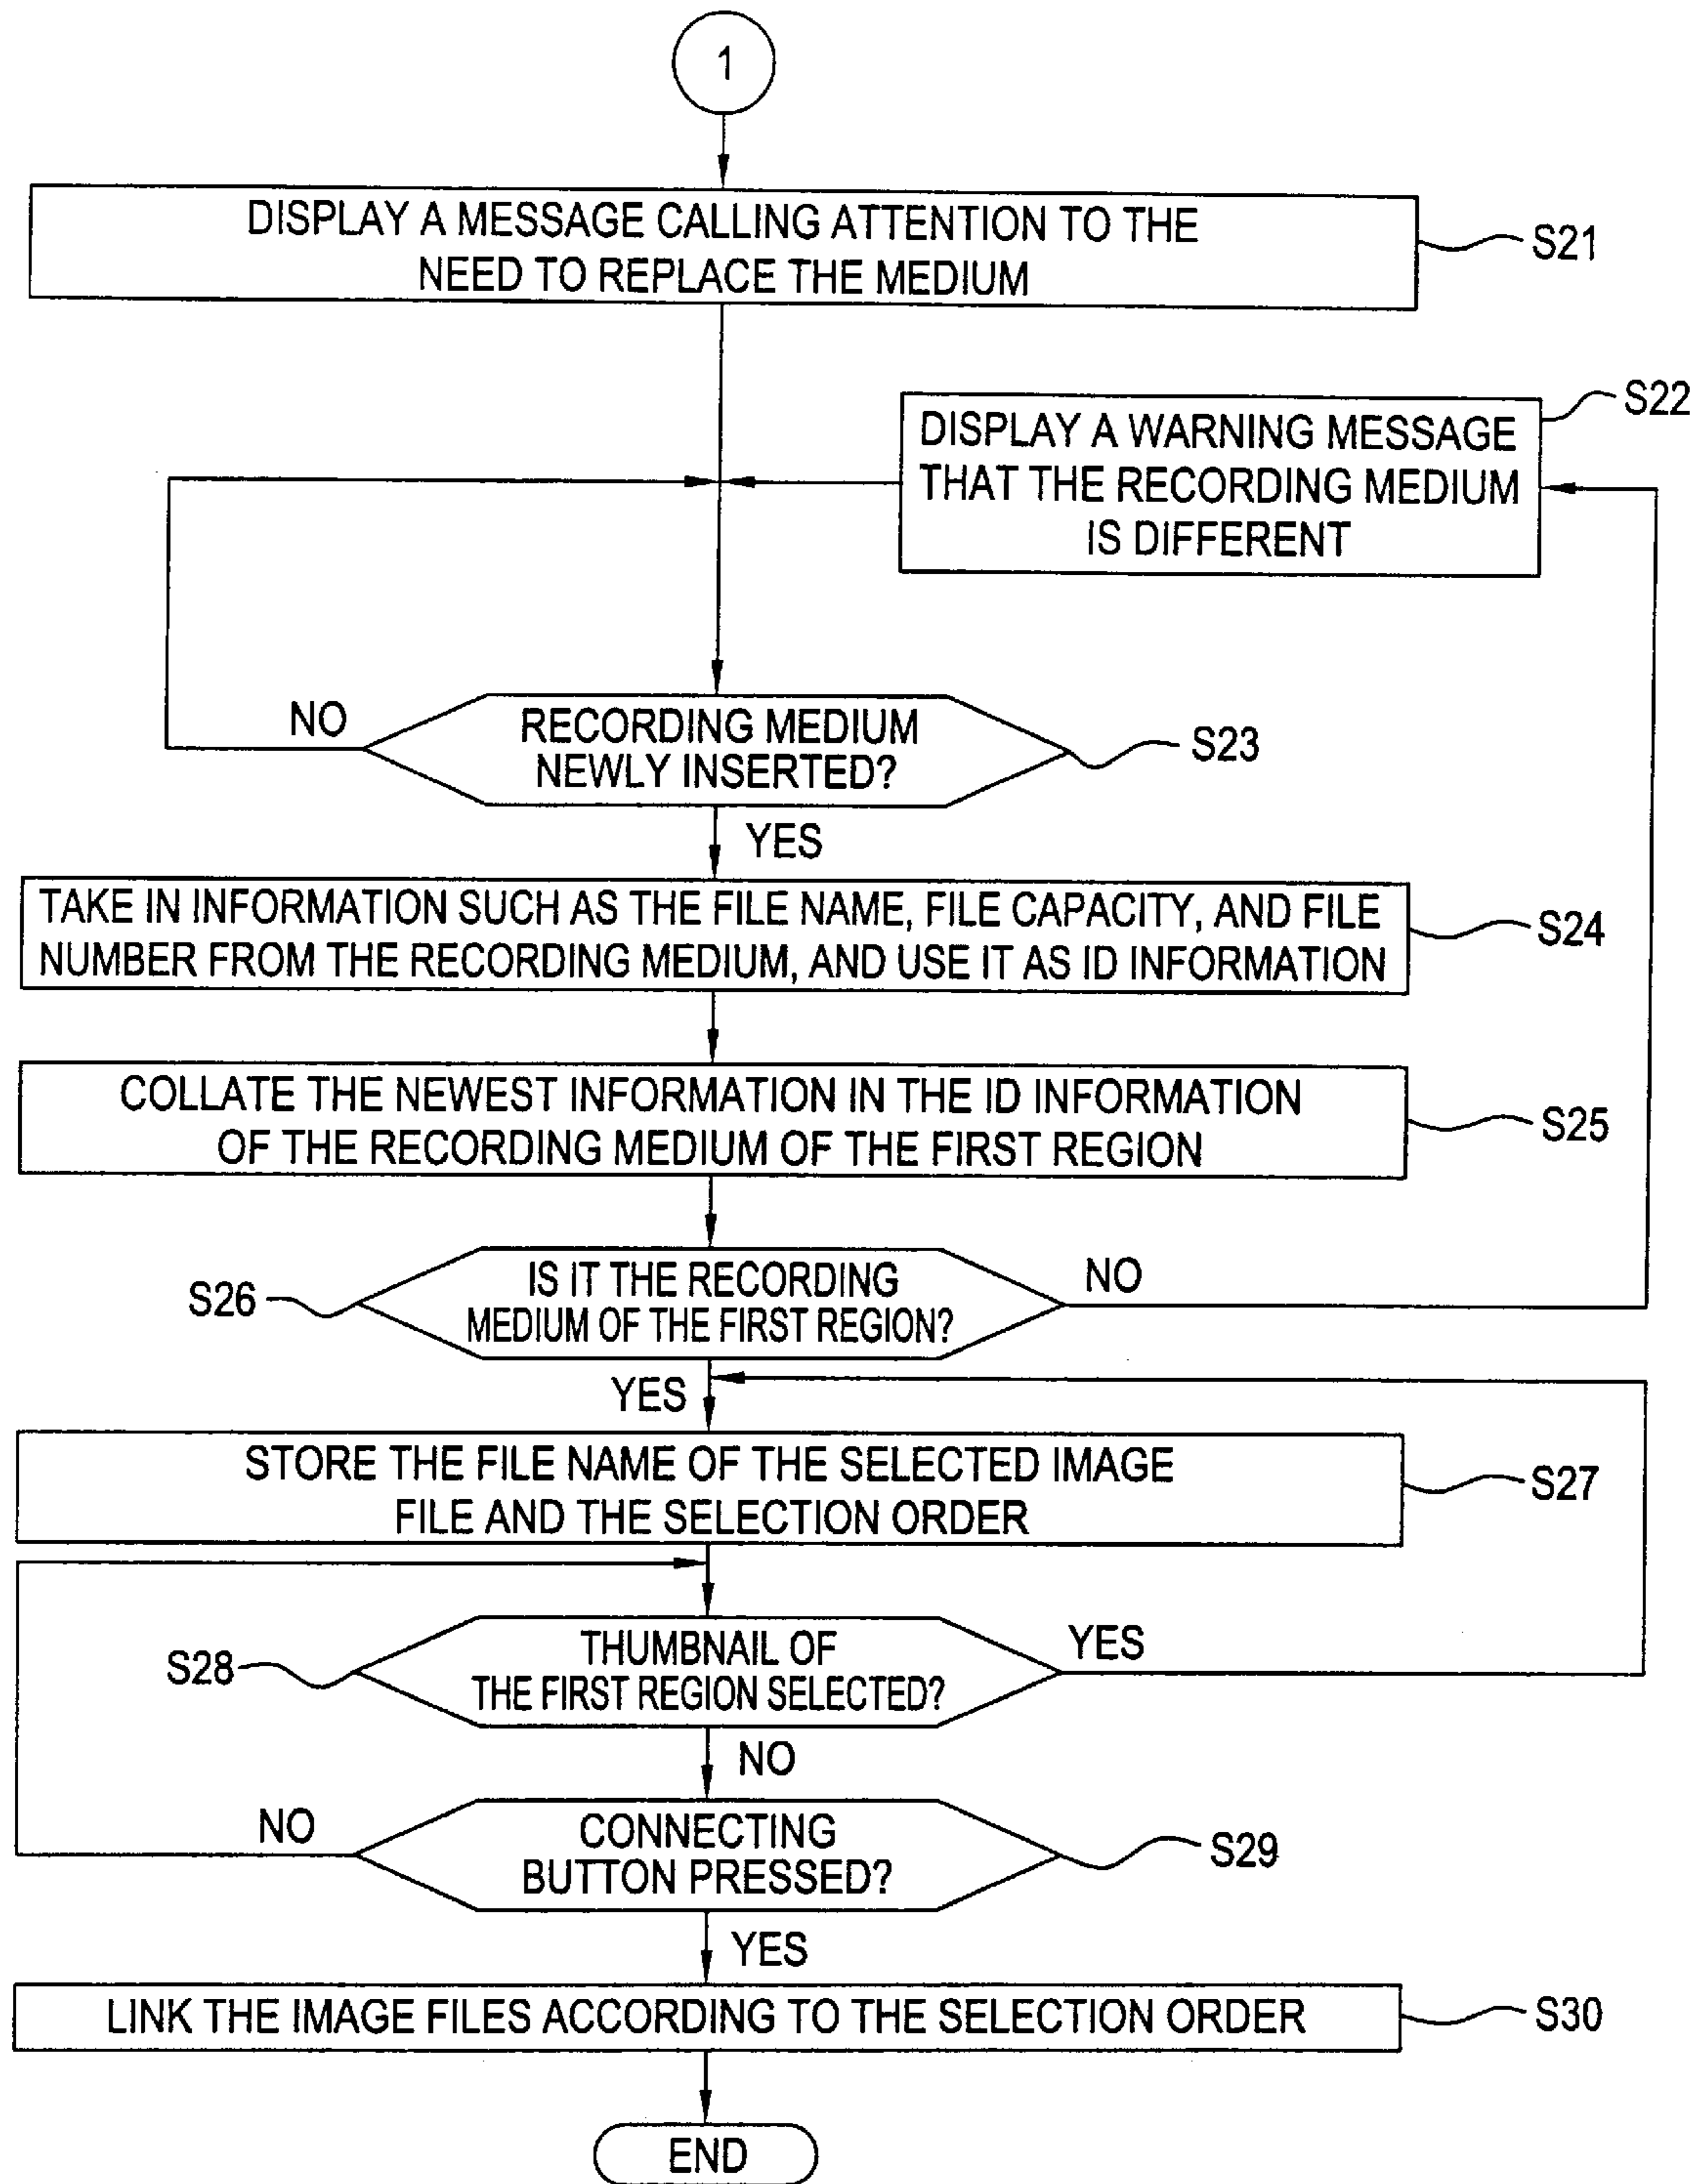 1
DISPLAY A MESSAGE CALLING ATTENTION TO THE
NEED TO REPLACE THE MEDIUM
S21
S22
DISPLAY A WARNING MESSAGE
THAT THE RECORDING MEDIUM
IS DIFFERENT
NO
RECORDING MEDIUM
NEWLY INSERTED?
S23
YES
TAKE IN INFORMATION SUCH AS THE FILE NAME, FILE CAPACITY, AND FILE
NUMBER FROM THE RECORDING MEDIUM, AND USE IT AS ID INFORMATION
S24
COLLATE THE NEWEST INFORMATION IN THE ID INFORMATION
OF THE RECORDING MEDIUM OF THE FIRST REGION
S25
S26
IS IT THE RECORDING
MEDIUM OF THE FIRST REGION?
NO
YES
STORE THE FILE NAME OF THE SELECTED IMAGE
FILE AND THE SELECTION ORDER
S27
S28
THUMBNAIL OF
THE FIRST REGION SELECTED?
YES
NO
NO
CONNECTING
BUTTON PRESSED?
S29
YES
LINK THE IMAGE FILES ACCORDING TO THE SELECTION ORDER
S30
END